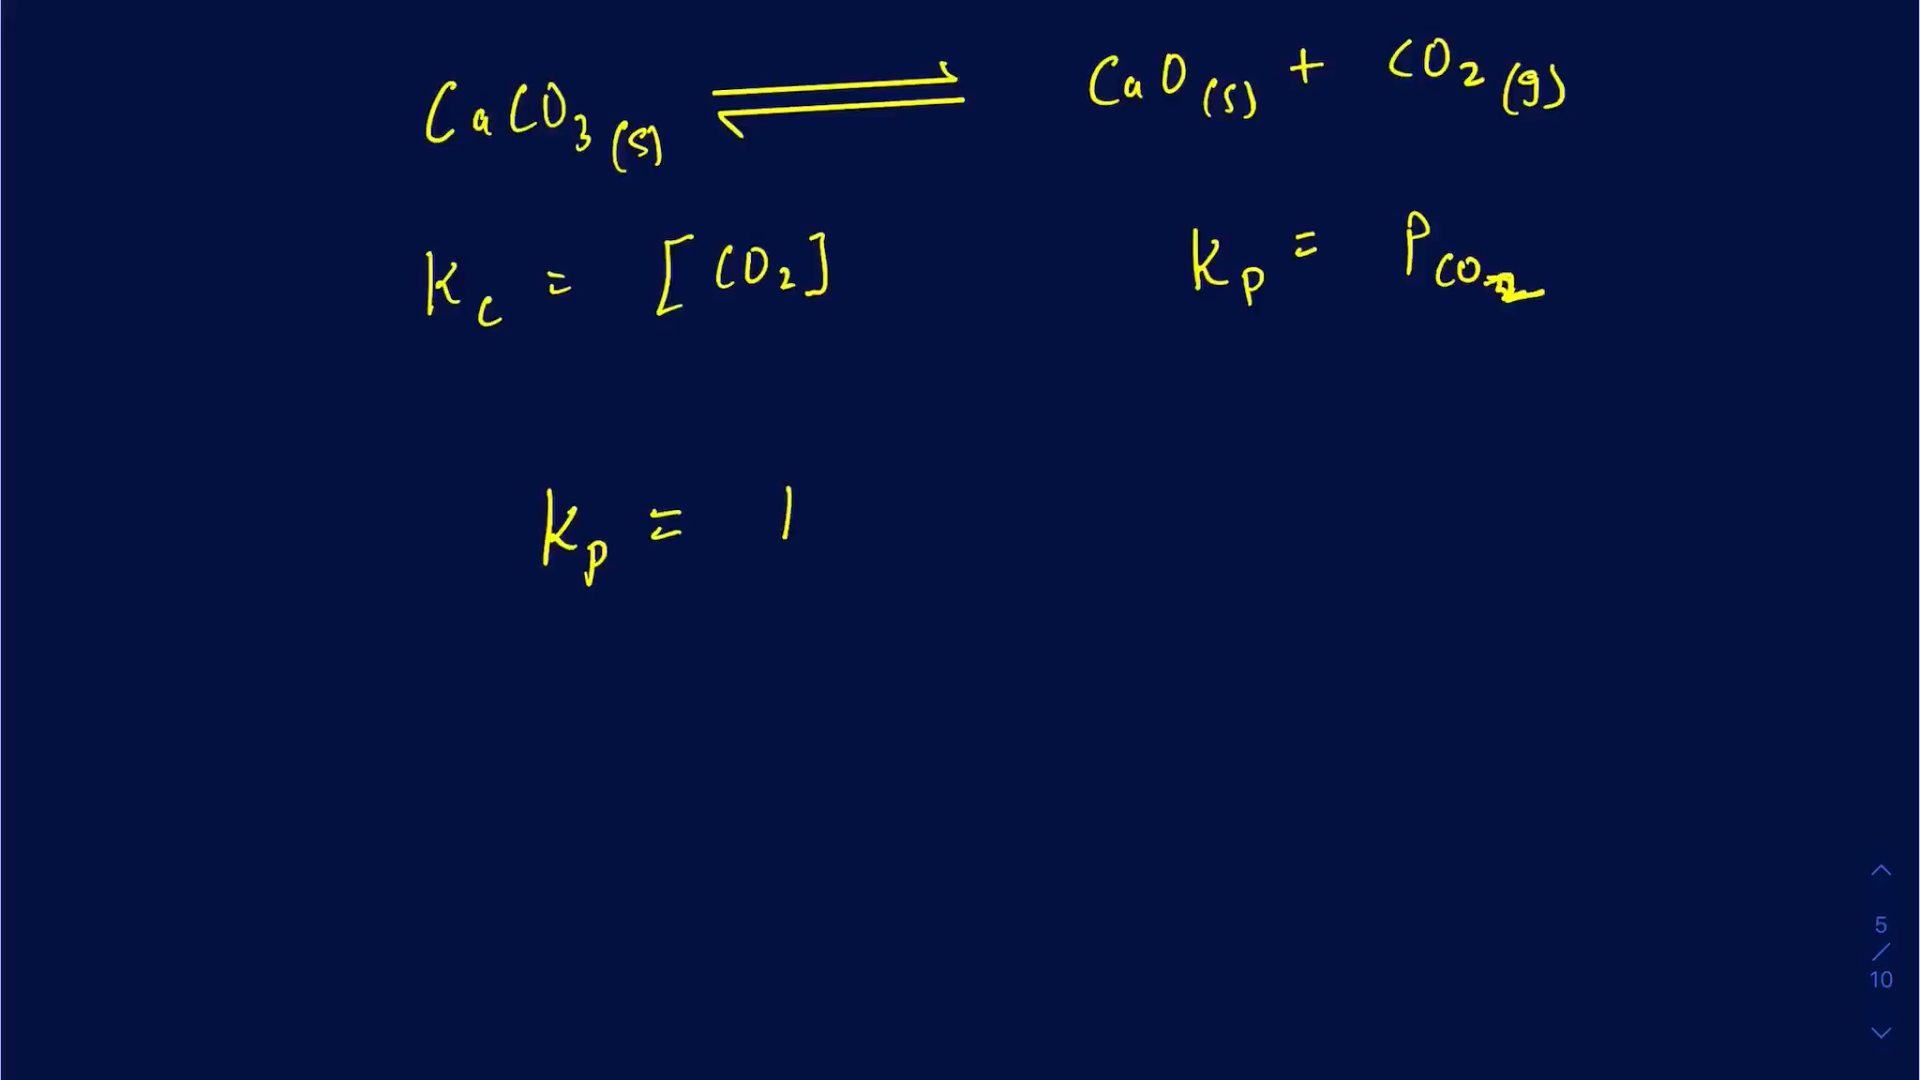 CaCO3(s) ⇌ CaO(s) + CO2(g)
Kc = [CO2] Kp = PCO2
Kp = 1
5
/
10